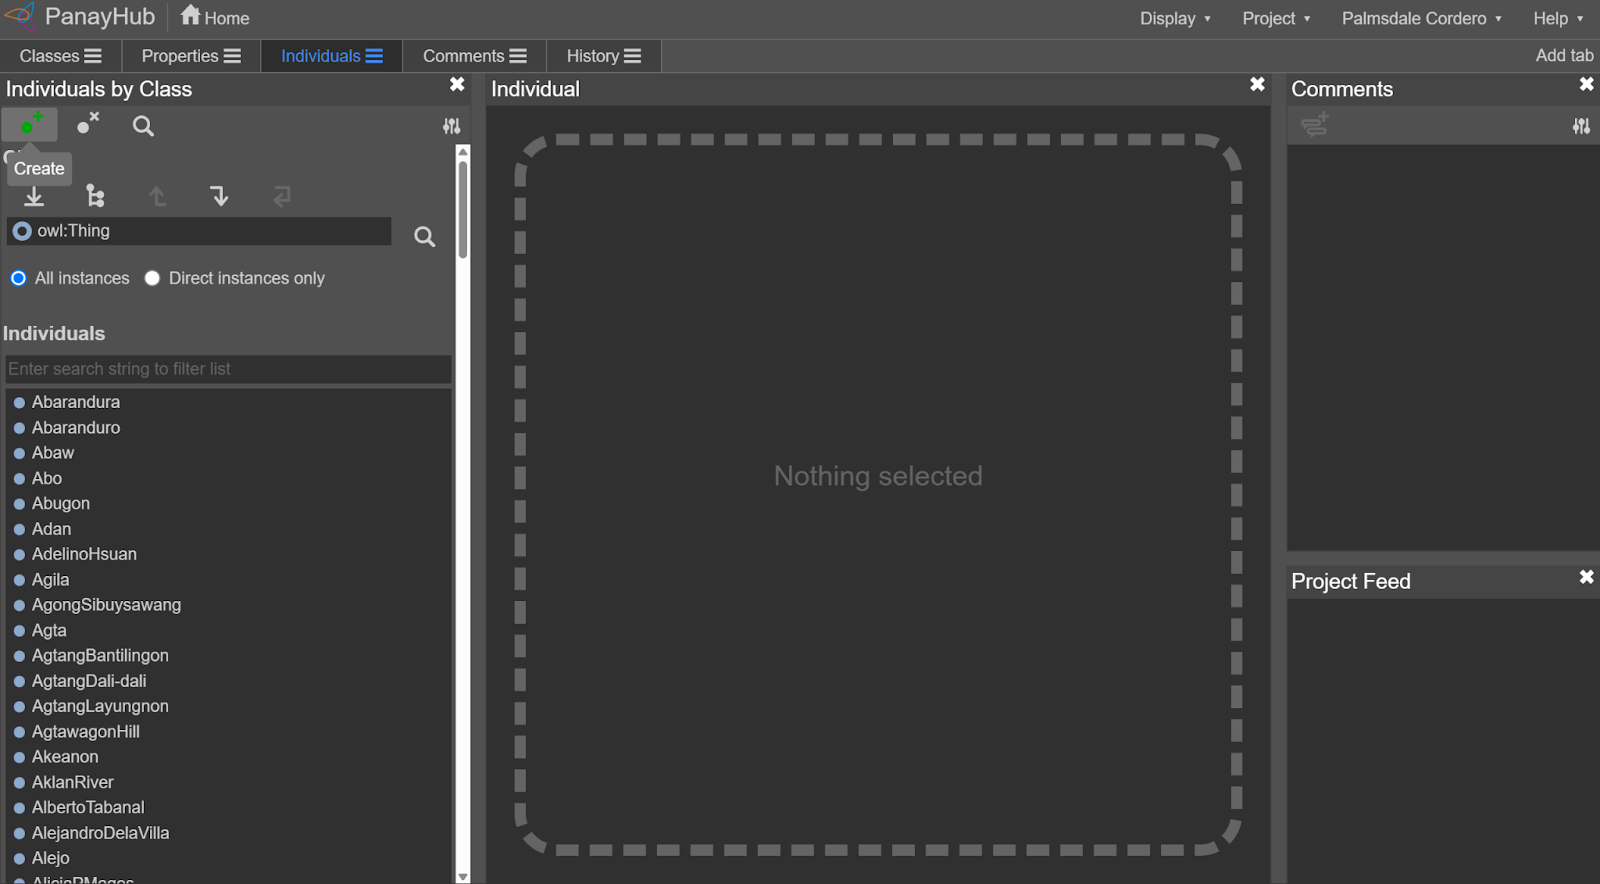 PanayHub Home Display Project Palmsdale Cordero Help
Classes Properties Individuals Comments History Add tab
Individuals by Class
Create
owl:Thing
All instances Direct instances only
Individuals
Enter search string to filter list
Abarandura
Abaranduro
Abaw
Abo
Abugon
Adan
AdelinoHsuan
Agila
AgongSibuysawang
Agta
AgtangBantilingon
AgtangDali-dali
AgtangLayungnon
AgtawagonHill
Akeanon
AklanRiver
AlbertoTabanal
AlejandroDelaVilla
Alejo
Individual
Nothing selected
Comments
Project Feed